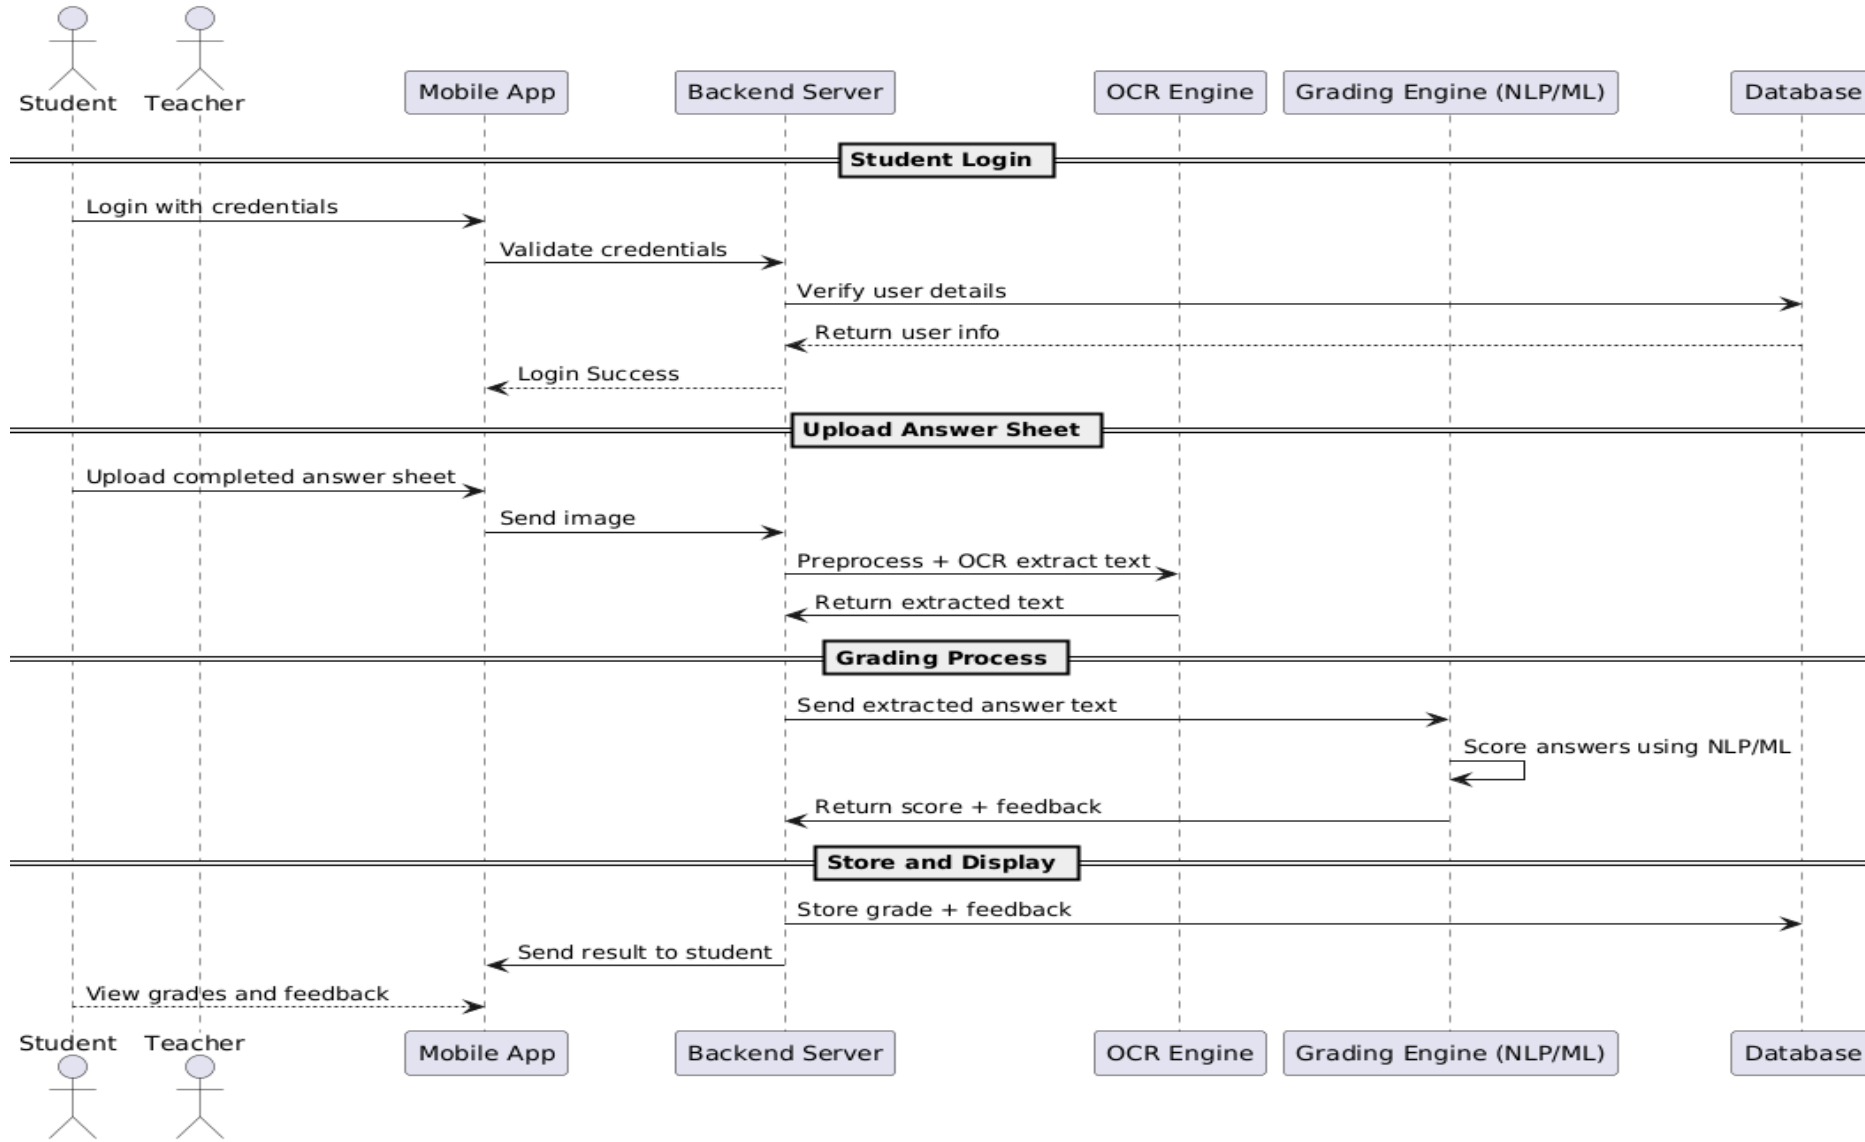 Student Teacher
Mobile App Backend Server OCR Engine Grading Engine (NLP/ML) Database
Student Login
Login with credentials
Validate credentials
Verify user details
Return user info
Login Success
Upload Answer Sheet
Upload completed answer sheet
Send image
Preprocess + OCR extract text
Return extracted text
Grading Process
Send extracted answer text
Score answers using NLP/ML
Return score + feedback
Store and Display
Store grade + feedback
Send result to student
View grades and feedback
Student Teacher
Mobile App Backend Server OCR Engine Grading Engine (NLP/ML) Database